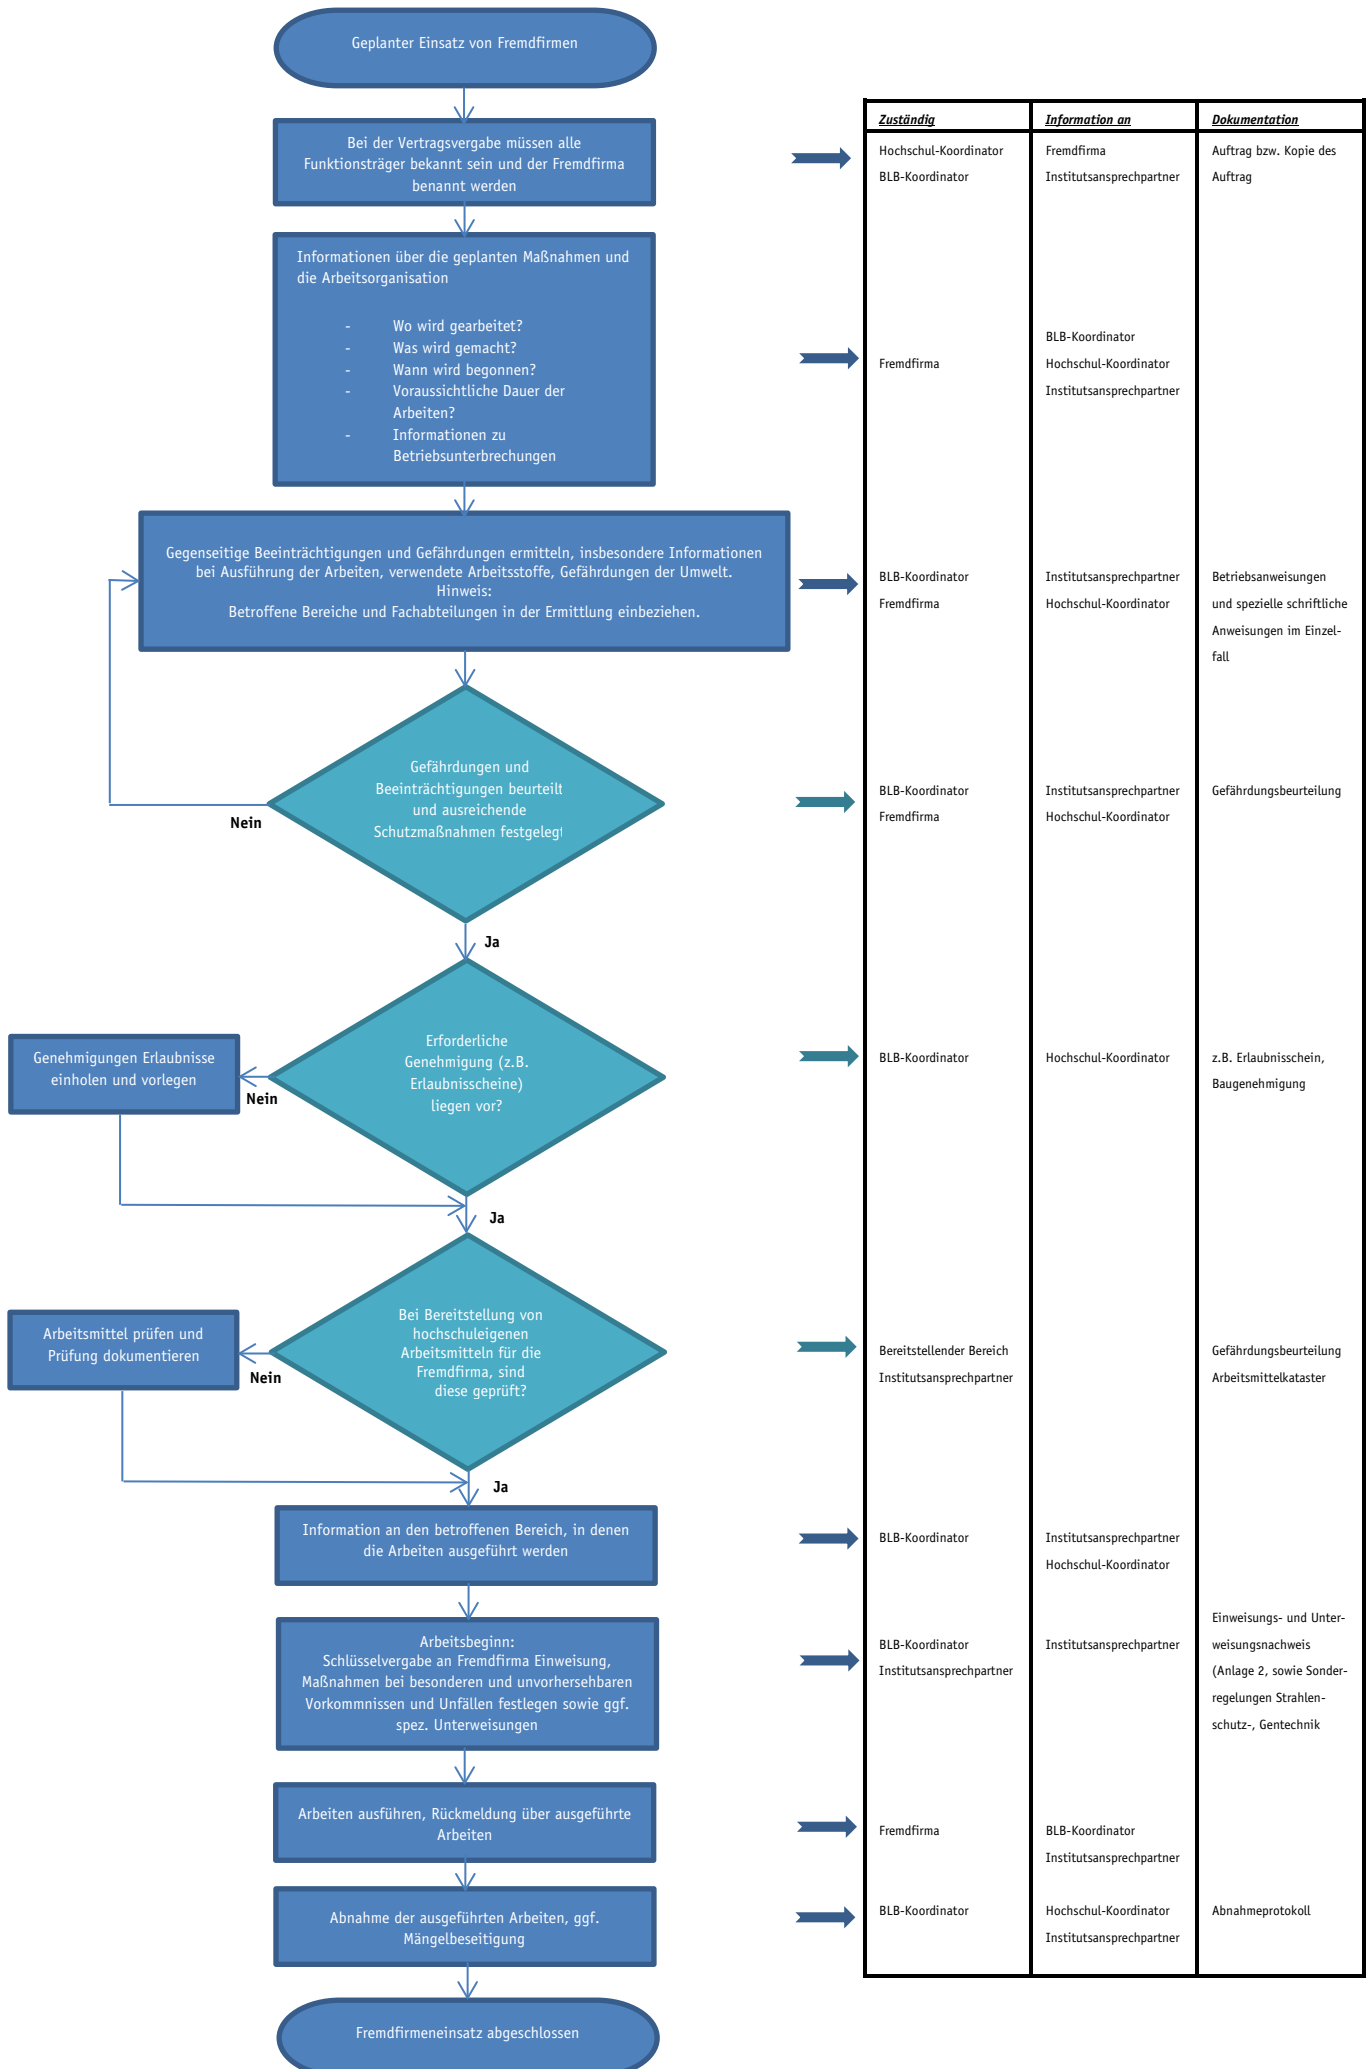 Geplanter Einsatz von Fremdfirmen
Zuständig
Information an
Dokumentation
Bei der Vertragsvergabe müssen alle
Funktionsträger bekannt sein und der Fremdfirma
benannt werden
Hochschul-Koordinator
BLB-Koordinator
Fremdfirma
Institutsansprechpartner
Auftrag bzw. Kopie des
Auftrag
Informationen über die geplanten Maßnahmen und
die Arbeitsorganisation
- Wo wird gearbeitet?
- Was wird gemacht?
- Wann wird begonnen?
- Voraussichtliche Dauer der
Arbeiten?
- Informationen zu
Betriebsunterbrechungen
Fremdfirma
BLB-Koordinator
Hochschul-Koordinator
Institutsansprechpartner
Gegenseitige Beeinträchtigungen und Gefährdungen ermitteln, insbesondere Informationen
bei Ausführung der Arbeiten, verwendete Arbeitsstoffe, Gefährdungen der Umwelt.
Hinweis:
Betroffene Bereiche und Fachabteilungen in der Ermittlung einbeziehen.
BLB-Koordinator
Fremdfirma
Institutsansprechpartner
Hochschul-Koordinator
Betriebsanweisungen
und spezielle schriftliche
Anweisungen im Einzel-
fall
Gefährdungen und
Beeinträchtigungen beurteilt
und ausreichende
Schutzmaßnahmen festgelegt
Nein
Ja
BLB-Koordinator
Fremdfirma
Institutsansprechpartner
Hochschul-Koordinator
Gefährdungsbeurteilung
Erforderliche
Genehmigung (z.B.
Erlaubnisscheine)
liegen vor?
Nein
Genehmigungen Erlaubnisse
einholen und vorlegen
Ja
BLB-Koordinator
Hochschul-Koordinator
z.B. Erlaubnisschein,
Baugenehmigung
Bei Bereitstellung von
hochschuleigenen
Arbeitsmitteln für die
Fremdfirma, sind
diese geprüft?
Nein
Arbeitsmittel prüfen und
Prüfung dokumentieren
Ja
Bereitstellender Bereich
Institutsansprechpartner
Gefährdungsbeurteilung
Arbeitsmittelkataster
Information an den betroffenen Bereich, in denen
die Arbeiten ausgeführt werden
BLB-Koordinator
Institutsansprechpartner
Hochschul-Koordinator
Arbeitsbeginn:
Schlüsselvergabe an Fremdfirma Einweisung,
Maßnahmen bei besonderen und unvorhersehbaren
Vorkommnissen und Unfällen festlegen sowie ggf.
spez. Unterweisungen
BLB-Koordinator
Institutsansprechpartner
Institutsansprechpartner
Einweisungs- und Unter-
weisungsnachweis
(Anlage 2, sowie Sonder-
regelungen Strahlen-
schutz-, Gentechnik
Arbeiten ausführen, Rückmeldung über ausgeführte
Arbeiten
Fremdfirma
BLB-Koordinator
Institutsansprechpartner
Abnahme der ausgeführten Arbeiten, ggf.
Mängelbeseitigung
BLB-Koordinator
Hochschul-Koordinator
Institutsansprechpartner
Abnahmeprotokoll
Fremdfirmeneinsatz abgeschlossen